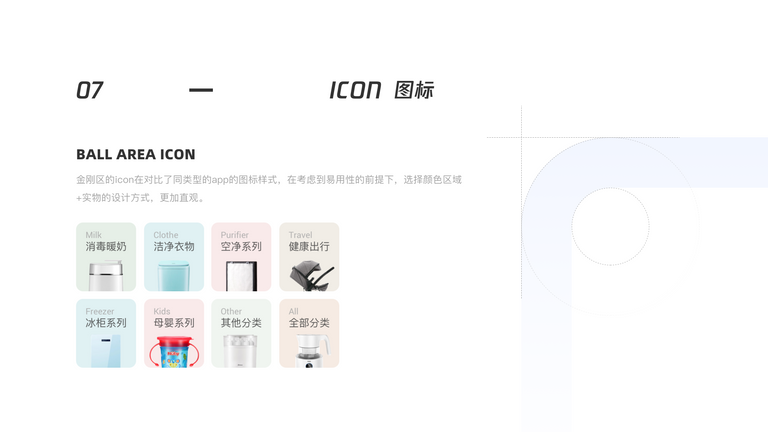 07 — ICON 图标
BALL AREA ICON
金刚区的icon在对比了同类型的app的图标样式、在考虑到易用性的前提下，选择颜色区域
+实物的设计方式、更加直观。
Milk
消毒暖奶
Clothe
洁净衣物
Purifier
空净系列
Travel
健康出行
Freezer
冰柜系列
Kids
母婴系列
Other
其他分类
All
全部分类